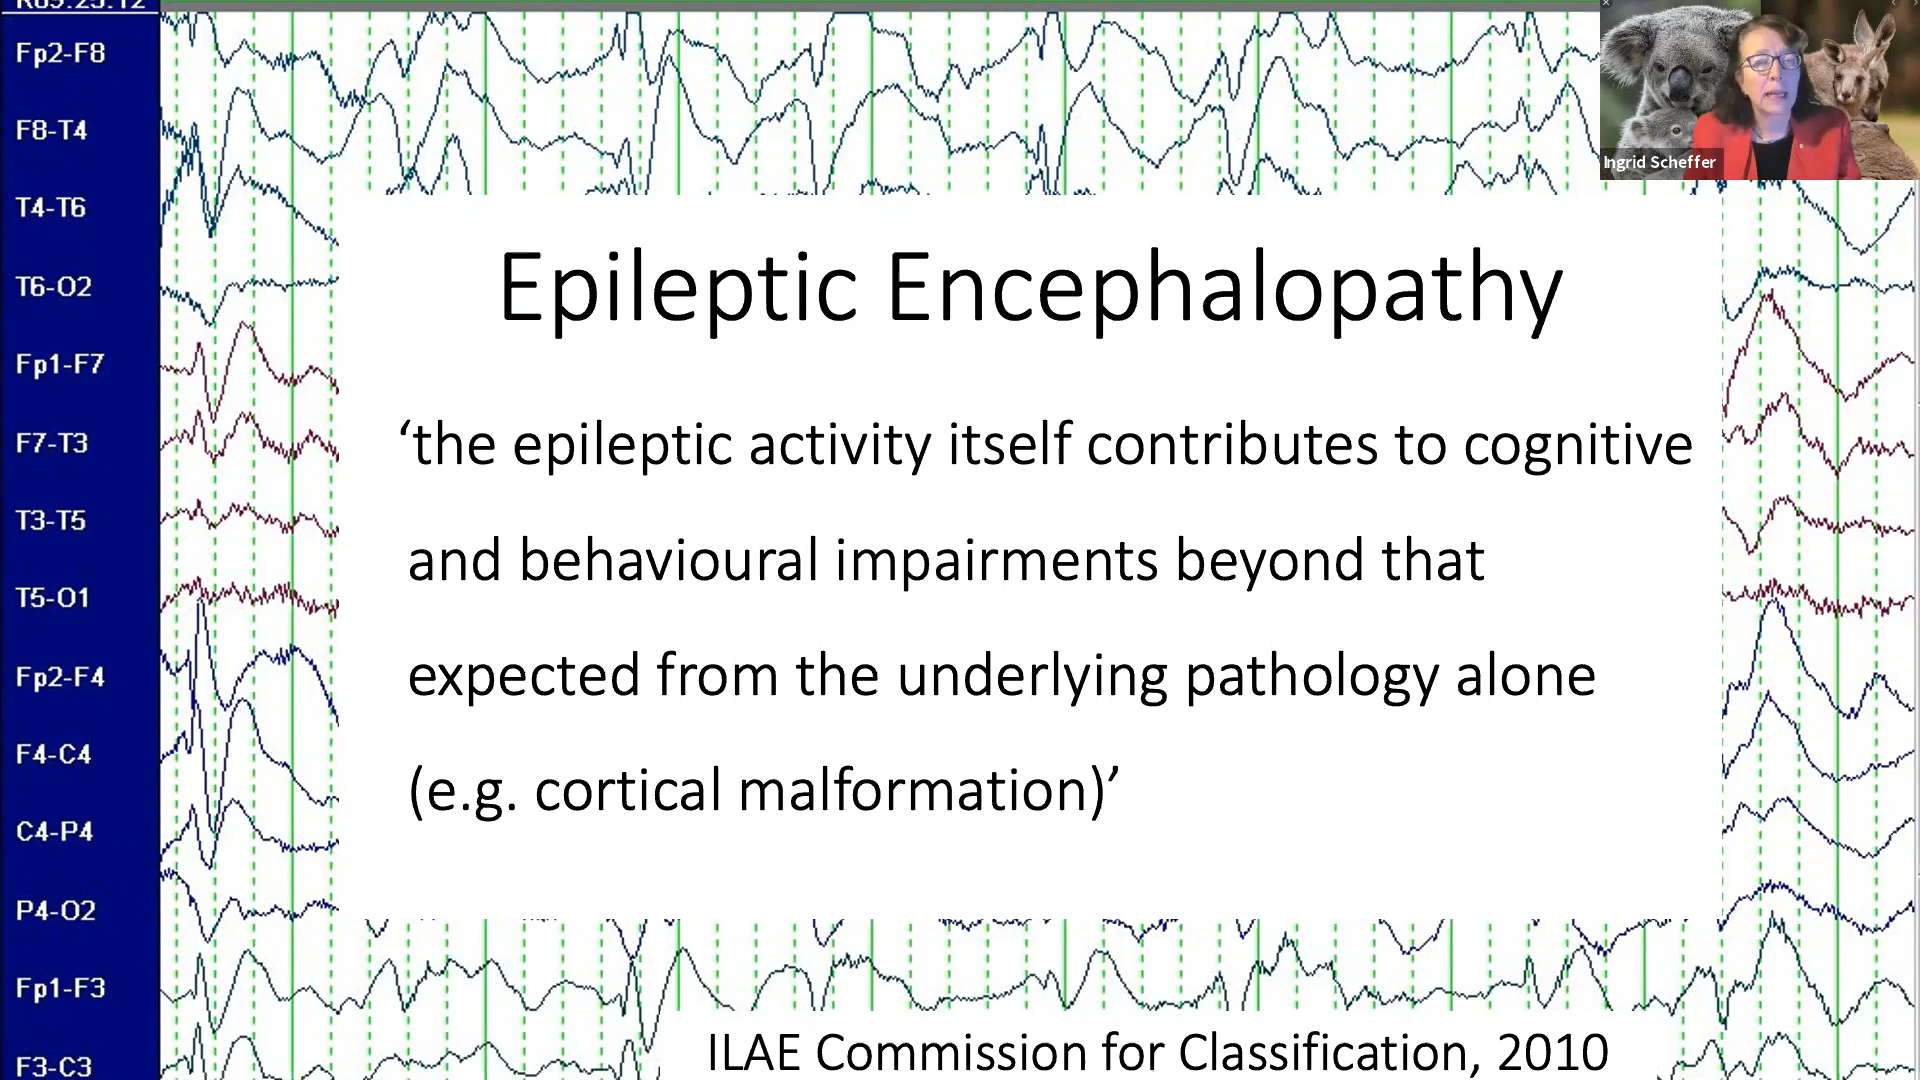 Fp2-F8
F8-T4
T4-T6
T6-O2
Fp1-F7
F7-T3
T3-T5
T5-O1
Fp2-F4
F4-C4
C4-P4
P4-O2
Fp1-F3
F3-C3
Ingrid Scheffer
Epileptic Encephalopathy
‘the epileptic activity itself contributes to cognitive
and behavioural impairments beyond that
expected from the underlying pathology alone
(e.g. cortical malformation)’
ILAE Commission for Classification, 2010